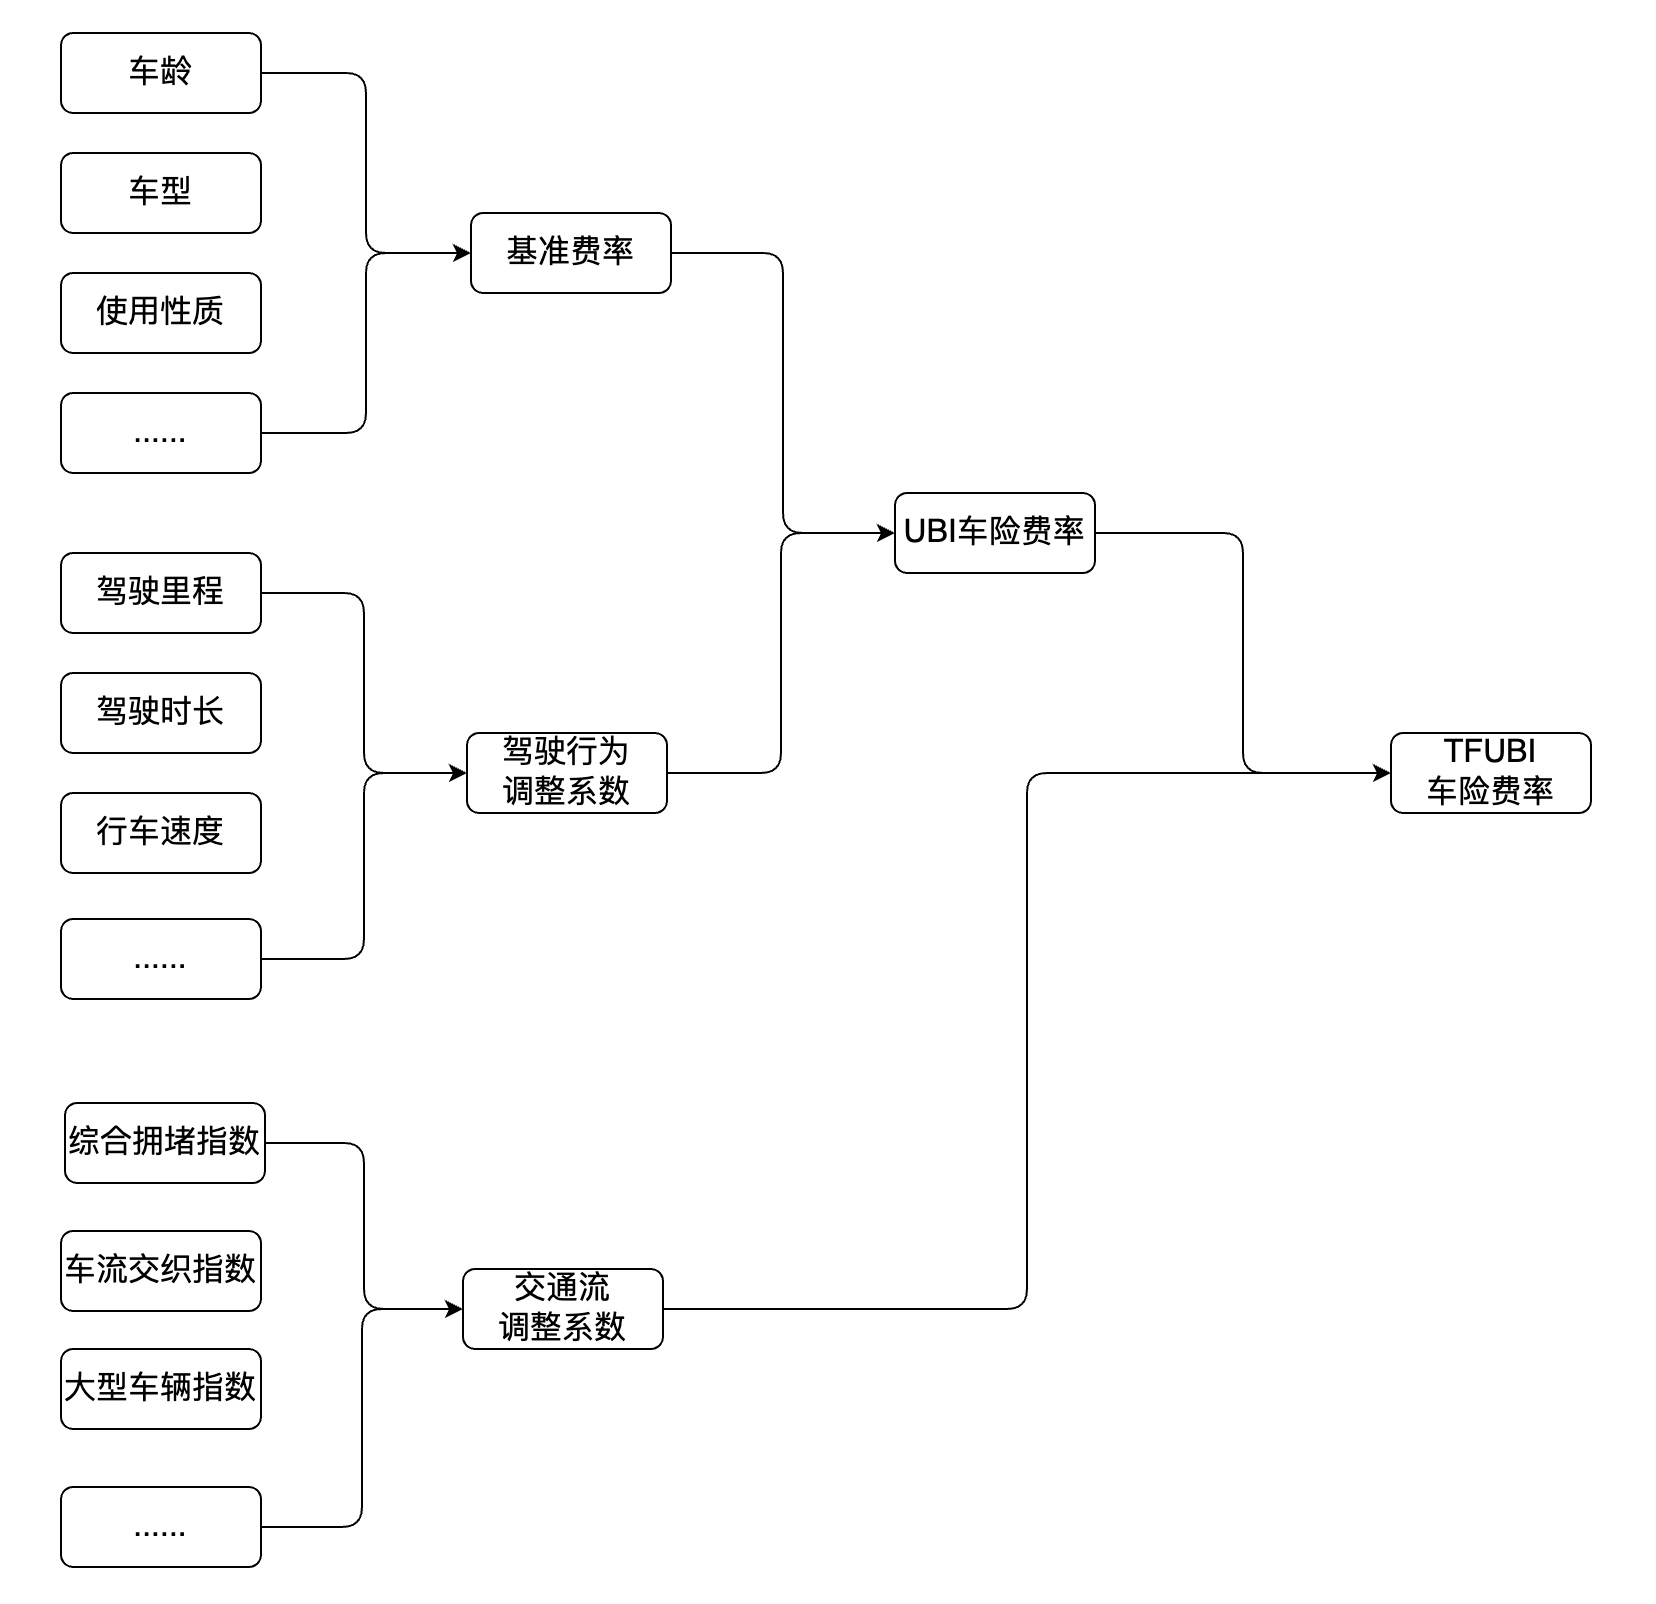 车龄
车型
使用性质
......
基准费率
驾驶里程
驾驶时长
行车速度
......
驾驶行为
调整系数
UBI车险费率
综合拥堵指数
车流交织指数
大型车辆指数
......
交通流
调整系数
TFUBI
车险费率